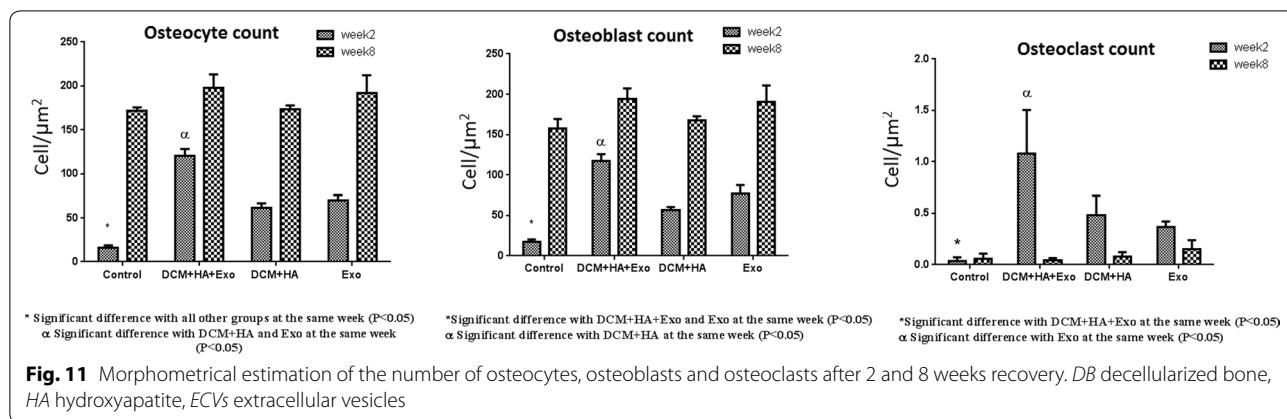 Osteocyte count
week2
week8
250
200
150
100
50
0
Cell/μm²
*
α
Control
DCM+HA+Exo
DCM+HA
Exo
* Significant difference with all other groups at the same week (P<0.05)
α Significant difference with DCM+HA and Exo at the same week
(P<0.05)
Osteoblast count
week2
week8
250
200
150
100
50
0
Cell/μm²
*
α
Control
DCM+HA+Exo
DCM+HA
Exo
*Significant difference with DCM+HA+Exo and Exo at the same week (P<0.05)
α Significant difference with DCM+HA at the same week (P<0.05)
Osteoclast count
week2
week8
2.0
1.5
1.0
0.5
0.0
Cell/μm²
*
α
Control
DCM+HA+Exo
DCM+HA
Exo
*Significant difference with DCM+HA+Exo at the same week (P<0.05)
α Significant difference with Exo at the same week (P<0.05)
Fig. 11 Morphometrical estimation of the number of osteocytes, osteoblasts and osteoclasts after 2 and 8 weeks recovery. DB decellularized bone,
HA hydroxyapatite, ECVs extracellular vesicles